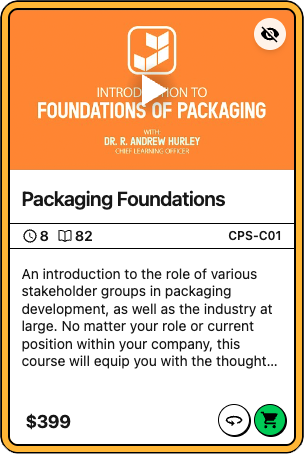 INTRODUCTION TO
FOUNDATIONS OF PACKAGING
WITH
DR. R. ANDREW HURLEY
CHIEF LEARNING OFFICER
Packaging Foundations
8 82 CPS-C01
An introduction to the role of various
stakeholder groups in packaging
development, as well as the industry at
large. No matter your role or current
position within your company, this
course will equip you with the thought...
$399